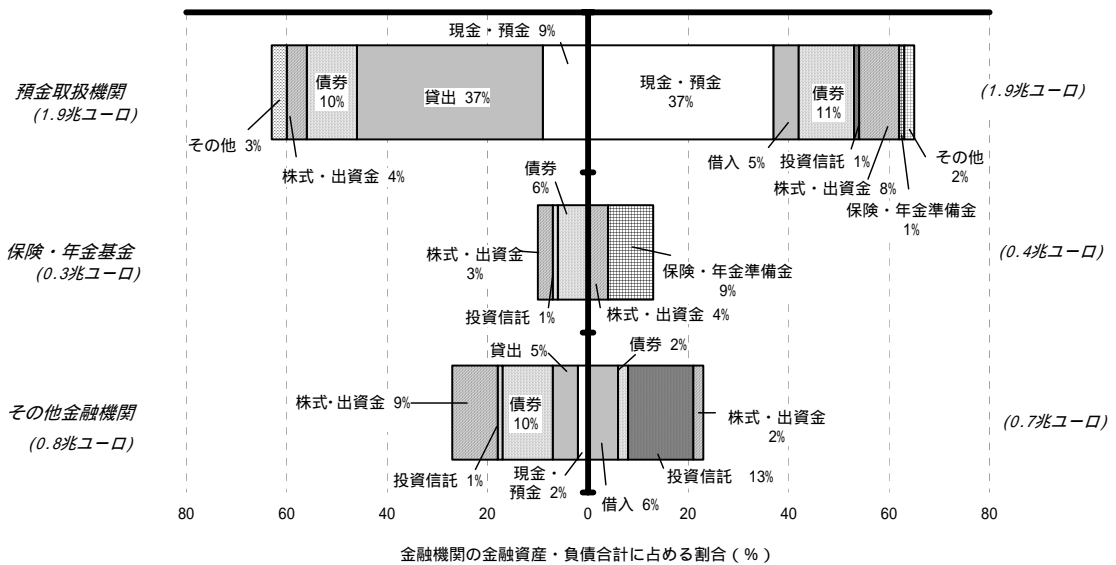 80 60 40 20 0 20 40 60 80
現金・預金 9%
預金取扱機関
(1.9兆ユーロ)
債券
10%
貸出 37%
現金・預金
37%
債券
11%
(1.9兆ユーロ)
その他 3%
株式・出資金 4%
借入 5%
投資信託 1%
株式・出資金 8%
その他
2%
保険・年金準備金
1%
債券
6%
保険・年金基金
(0.3兆ユーロ)
株式・出資金
3%
投資信託 1%
保険・年金準備金
9%
株式・出資金 4%
(0.4兆ユーロ)
貸出 5%
債券 2%
その他金融機関
(0.8兆ユーロ)
株式・出資金 9%
債券
10%
株式・出資金
2%
(0.7兆ユーロ)
投資信託 1%
現金・
預金 2%
借入 6%
投資信託 13%
80 60 40 20 0 20 40 60 80
金融機関の金融資産・負債合計に占める割合(%)